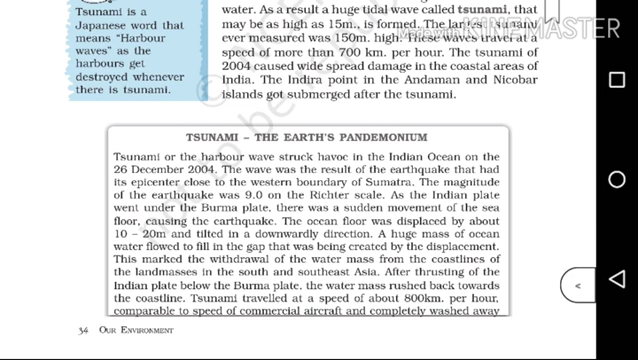 Tsunami is a
Japanese word that
means “Harbour
waves” as the
harbours get
destroyed whenever
there is tsunami.
water. As a result a huge tidal wave called tsunami, that
may be as high as 15m., is formed. The largest tsunami
ever measured was 150m. high. These waves travel at a
speed of more than 700 km. per hour. The tsunami of
2004 caused wide spread damage in the coastal areas of
India. The Indira point in the Andaman and Nicobar
islands got submerged after the tsunami.
KINEMASTER
TSUNAMI – THE EARTH’S PANDEMONIUM
Tsunami or the harbour wave struck havoc in the Indian Ocean on the
26 December 2004. The wave was the result of the earthquake that had
its epicenter close to the western boundary of Sumatra. The magnitude
of the earthquake was 9.0 on the Richter scale. As the Indian plate
went under the Burma plate, there was a sudden movement of the sea
floor, causing the earthquake. The ocean floor was displaced by about
10 – 20m and tilted in a downwardly direction. A huge mass of ocean
water flowed to fill in the gap that was being created by the displacement.
This marked the withdrawal of the water mass from the coastlines of
the landmasses in the south and southeast Asia. After thrusting of the
Indian plate below the Burma plate, the water mass rushed back towards
the coastline. Tsunami travelled at a speed of about 800km. per hour,
comparable to speed of commercial aircraft and completely washed away
34 OUR ENVIRONMENT